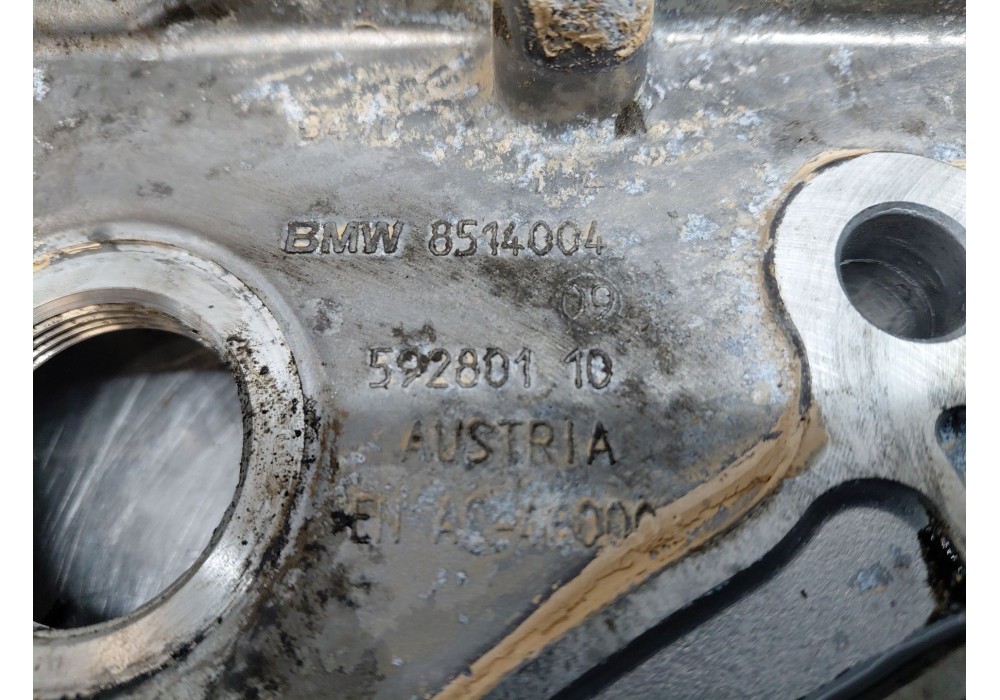 BMW 8514004
09
592801 10
AUSTRIA
EN AC-46000